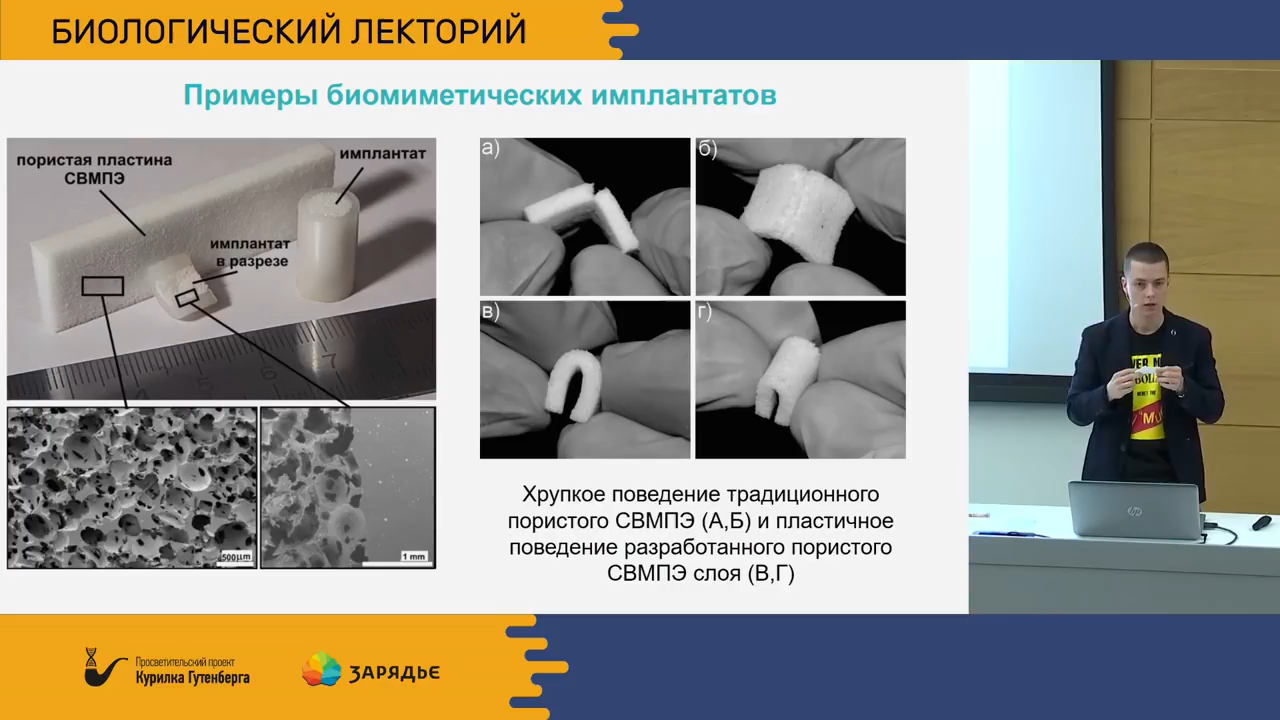 БИОЛОГИЧЕСКИЙ ЛЕКТОРИЙ
Примеры биомиметических имплантатов
пористая пластина
СВМПЭ
имплантат
имплантат
в разрезе
500μm
1 mm
а)
б)
в)
г)
Хрупкое поведение традиционного
пористого СВМПЭ (А,Б) и пластичное
поведение разработанного пористого
СВМПЭ слоя (В,Г)
hp
Просветительский проект
Курилка Гутенберга
ЗАРЯДЬЕ